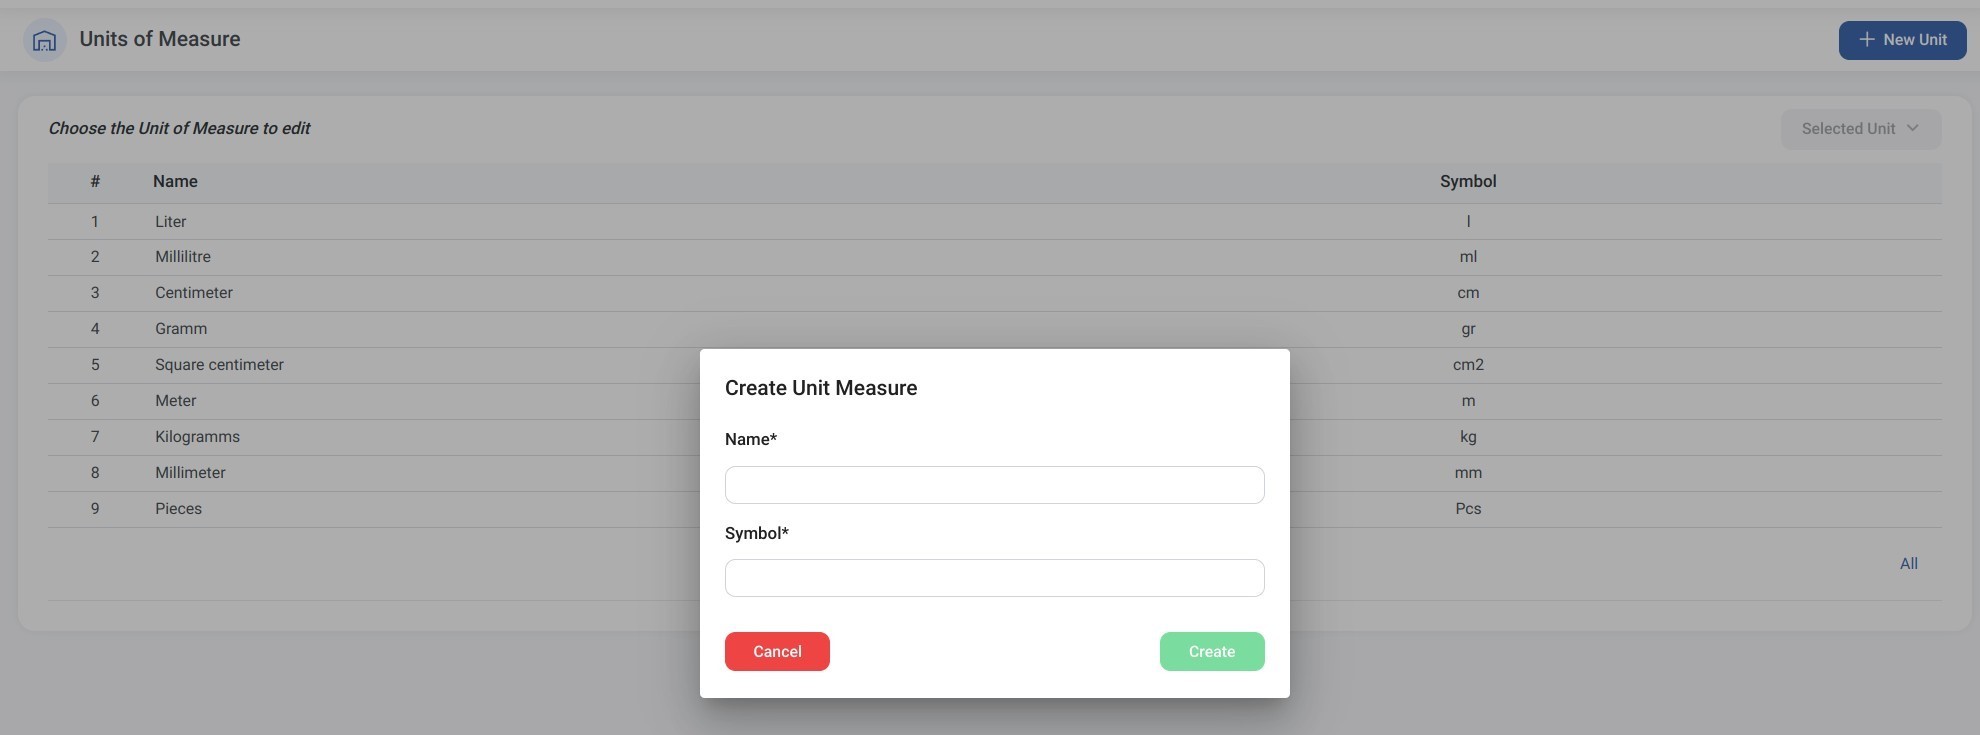 Units of Measure
+ New Unit
Choose the Unit of Measure to edit
Selected Unit
# Name Symbol
1 Liter l
2 Millilitre ml
3 Centimeter cm
4 Gramm gr
5 Square centimeter cm2
6 Meter m
7 Kilogramms kg
8 Millimeter mm
9 Pieces Pcs
All
Create Unit Measure
Name*
Symbol*
Cancel Create